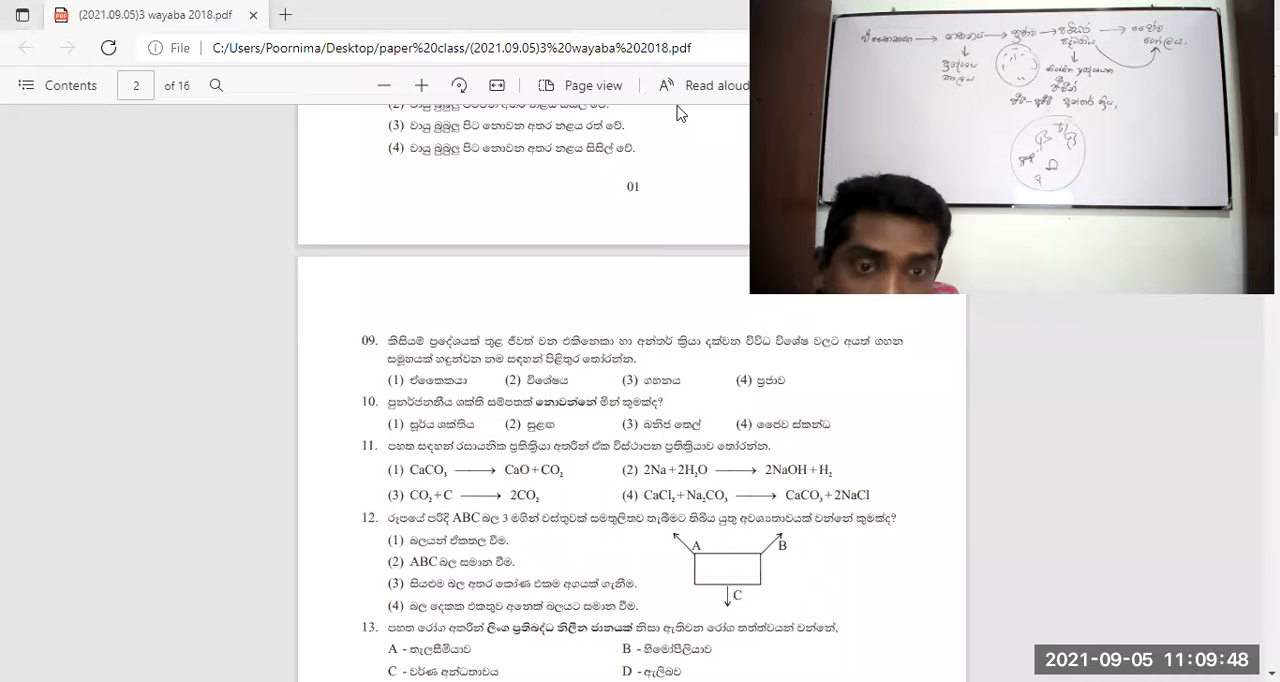 (2021.09.05)3 wayaba 2018.pdf
File C:/Users/Poornima/Desktop/paper 20 class/(2021.09.05)3%20wayaba%202018.pdf
Contents 2 of 16 Page view Read aloud
(3) වායු බුබුලු පිට නොවන අතර නළය රත් වේ.
(4) වායු බුබුලු පිට නොවන අතර නළය සිසිල් වේ.
01
09. කිසියම් ප්‍රදේශයක් තුළ ජීවත් වන එකිනෙකා හා අන්තර් ක්‍රියා දක්වන විවිධ විශේෂ වලට අයත් ගහන
සමූහයක් හඳුන්වන නම සඳහන් පිළිතුර තෝරන්න.
(1) ඒකෛකයා (2) විශේෂය (3) ගහනය (4) ප්‍රජාව
10. පුනර්ජනනීය ශක්ති සම්පතක් නොවන්නේ මින් කුමක්ද?
(1) සූර්ය ශක්තිය (2) සුළඟ (3) ඛනිජ තෙල් (4) ජෛව ස්කන්ධ
11. පහත සඳහන් රසායනික ප්‍රතික්‍රියා අතරින් ඒක විස්ථාපන ප්‍රතික්‍රියාව තෝරන්න.
(1) CaCO₃ ⟶ CaO + CO₂ (2) 2Na + 2H₂O ⟶ 2NaOH + H₂
(3) CO₂ + C ⟶ 2CO₂ (4) CaCl₂ + Na₂CO₃ ⟶ CaCO₃ + 2NaCl
12. රූපයේ පරිදි ABC බල 3 මගින් වස්තුවක් සමතුලිතව තැබීමට තිබිය යුතු අවශ්‍යතාවයක් වන්නේ කුමක්ද?
(1) බලයන් ඒකතල වීම.
A B
(2) ABC බල සමාන වීම.
(3) සියළුම බල අතර කෝණ එකම අගයක් ගැනීම.
C
(4) බල දෙකක එකතුව අනෙක් බලයට සමාන වීම.
13. පහත රෝග අතරින් ලිංග ප්‍රතිබද්ධ නිලීන ජානයක් නිසා ඇතිවන රෝග තත්ත්වයන් වන්නේ,
A - තැලසීමියාව B - හිමෝෆීලියාව
C - වර්ණ අන්ධතාවය D - ඇලිබව
2021-09-05 11:09:48